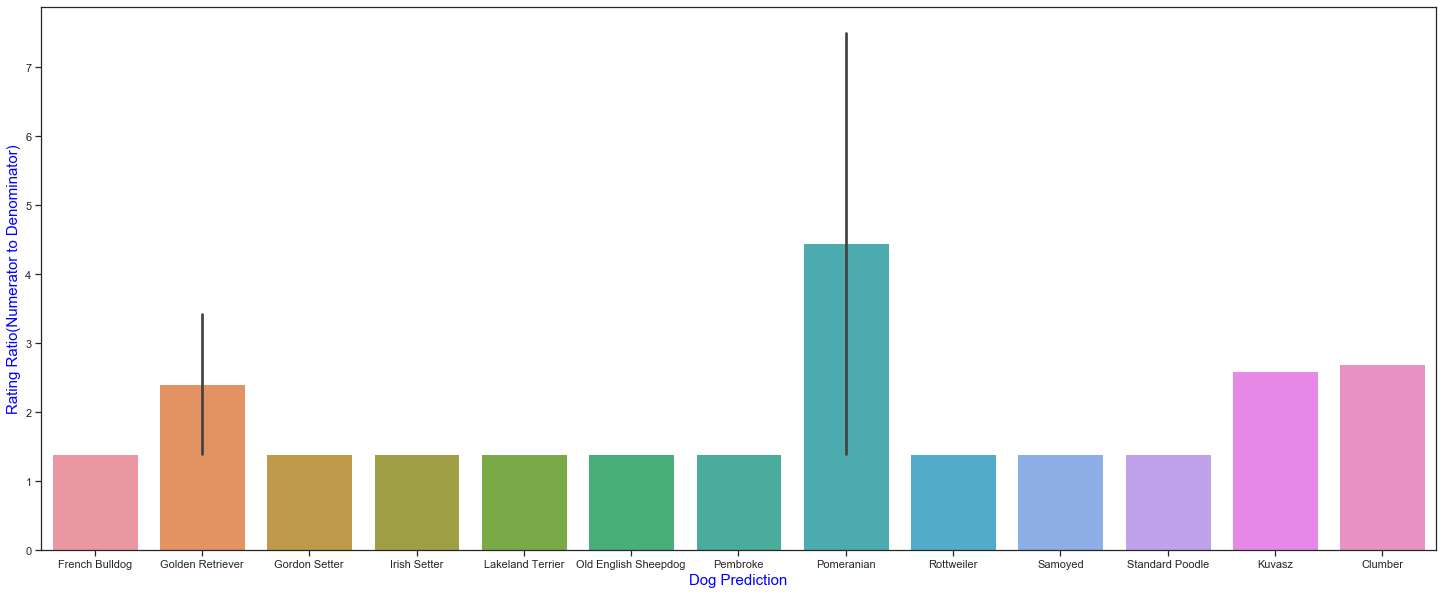 Rating Ratio(Numerator to Denominator)
7
6
5
4
3
2
1
0
French Bulldog Golden Retriever Gordon Setter Irish Setter Lakeland Terrier Old English Sheepdog Pembroke Pomeranian Rottweiler Samoyed Standard Poodle Kuvasz Clumber
Dog Prediction